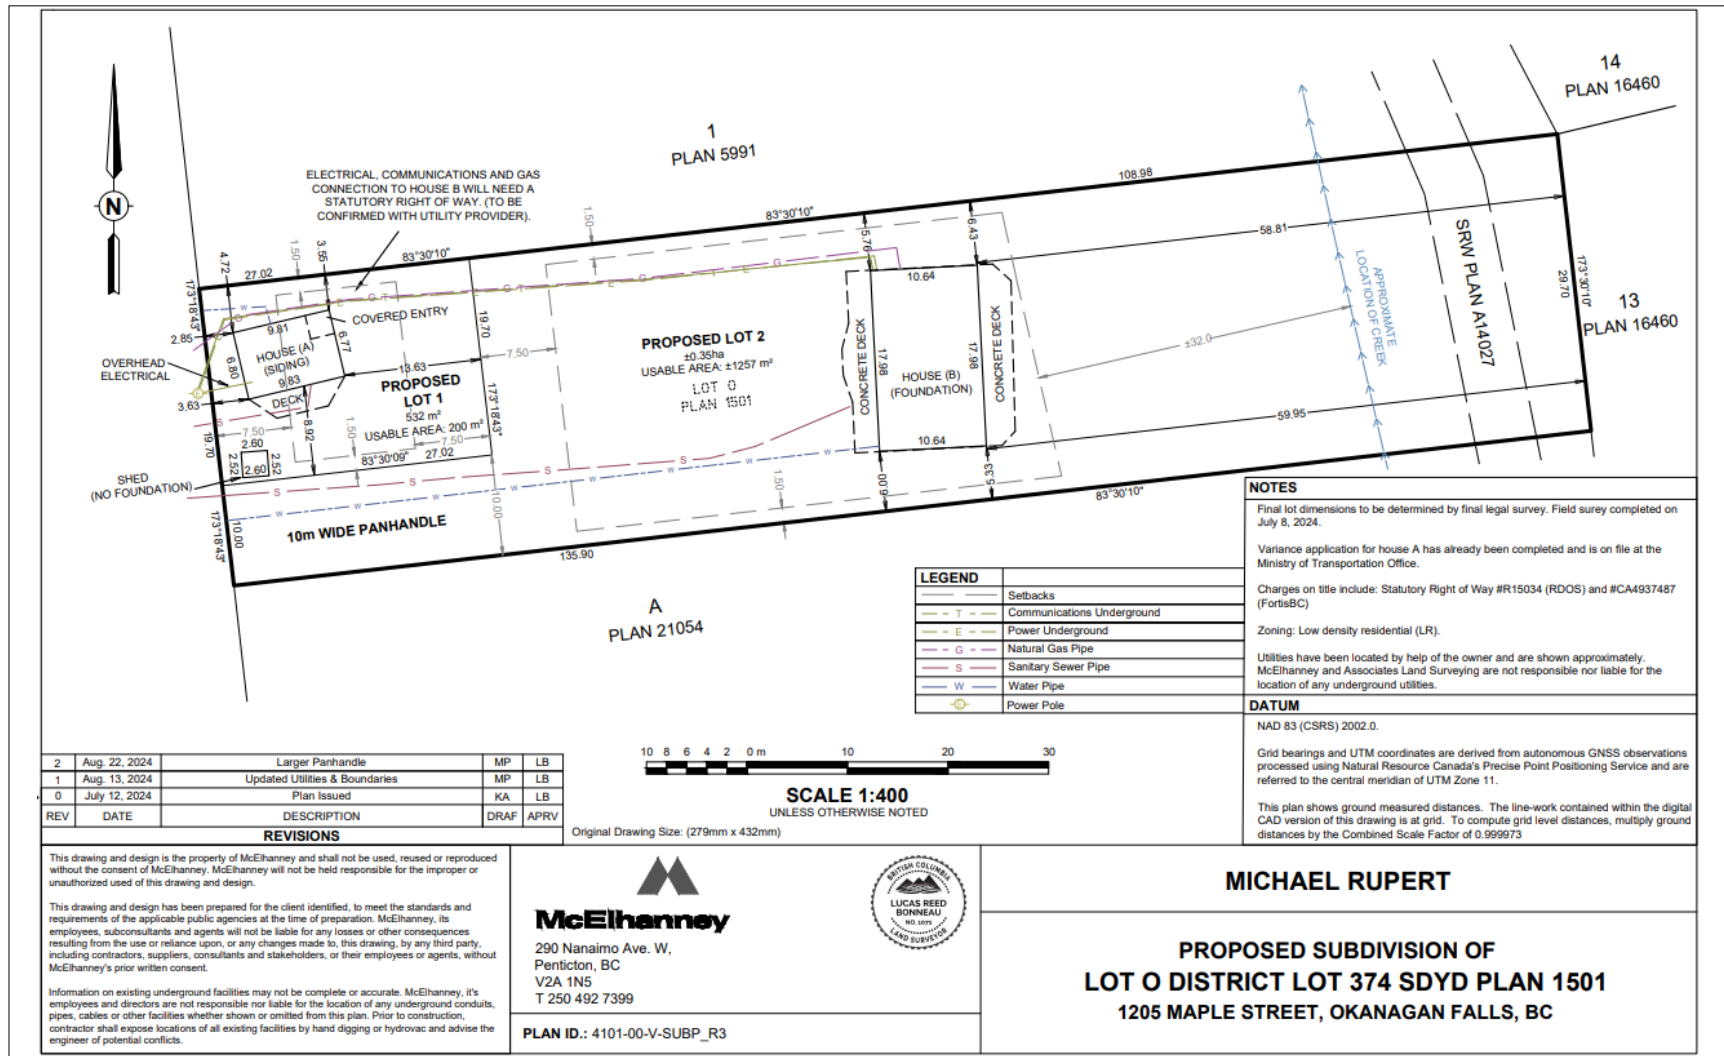 14
PLAN 16460
1
PLAN 5991
108.98
ELECTRICAL, COMMUNICATIONS AND GAS
CONNECTION TO HOUSE B WILL NEED A
STATUTORY RIGHT OF WAY. (TO BE
CONFIRMED WITH UTILITY PROVIDER).
N
1.50
83°30'10"
6.43
5.76
58.81
1.50
3.55
83°30'10"
4.72
27.02
SRW PLAN A14027
APPROXIMATE
LOCATION OF CREEK
173°30'10"
29.70
13
PLAN 16460
173°18'43"
W
W
E
G
T
G
T
E
G
T
E
G
10.64
2.85
9.81
COVERED ENTRY
6.77
19.70
HOUSE (A)
(SIDING)
6.80
9.83
DECK
13.63
7.50
PROPOSED LOT 2
±0.35ha
USABLE AREA: ±1257 m²
LOT O
PLAN 1501
CONCRETE DECK
17.98
HOUSE (B)
(FOUNDATION)
17.98
CONCRETE DECK
±32.0
OVERHEAD
ELECTRICAL
E
3.63
PROPOSED
LOT 1
532 m²
USABLE AREA: 200 m²
173°18'43"
S
7.50
8.92
1.50
7.50
59.95
10.64
19.70
2.60
2.52
2.52
2.60
83°30'09"
27.02
SHED
(NO FOUNDATION)
S
S
S
S
W
W
W
W
W
W
W
10.00
1.50
6.00
5.33
83°30'10"
173°18'43"
10.00
10m WIDE PANHANDLE
135.90
A
PLAN 21054
NOTES
Final lot dimensions to be determined by final legal survey. Field surey completed on
July 8, 2024.
Variance application for house A has already been completed and is on file at the
Ministry of Transportation Office.
Charges on title include: Statutory Right of Way #R15034 (RDOS) and #CA4937487
(FortisBC)
Zoning: Low density residential (LR).
Utilities have been located by help of the owner and are shown approximately.
McElhanney and Associates Land Surveying are not responsible nor liable for the
location of any underground utilities.
DATUM
NAD 83 (CSRS) 2002.0.
Grid bearings and UTM coordinates are derived from autonomous GNSS observations
processed using Natural Resource Canada's Precise Point Positioning Service and are
referred to the central meridian of UTM Zone 11.
This plan shows ground measured distances. The line-work contained within the digital
CAD version of this drawing is at grid. To compute grid level distances, multiply ground
distances by the Combined Scale Factor of 0.999973
LEGEND
Setbacks
T Communications Underground
E Power Underground
G Natural Gas Pipe
S Sanitary Sewer Pipe
W Water Pipe
E Power Pole
10 8 6 4 2 0 m 10 20 30
SCALE 1:400
UNLESS OTHERWISE NOTED
Original Drawing Size: (279mm x 432mm)
2 Aug. 22, 2024 Larger Panhandle MP LB
1 Aug. 13, 2024 Updated Utilities & Boundaries MP LB
0 July 12, 2024 Plan Issued KA LB
REV DATE DESCRIPTION DRAF APRV
REVISIONS
This drawing and design is the property of McElhanney and shall not be used, reused or reproduced
without the consent of McElhanney. McElhanney will not be held responsible for the improper or
unauthorized used of this drawing and design.
This drawing and design has been prepared for the client identified, to meet the standards and
requirements of the applicable public agencies at the time of preparation. McElhanney, its
employees, subconsultants and agents will not be liable for any losses or other consequences
resulting from the use or reliance upon, or any changes made to, this drawing, by any third party,
including contractors, suppliers, consultants and stakeholders, or their employees or agents, without
McElhanney's prior written consent.
Information on existing underground facilities may not be complete or accurate. McElhanney, it's
employees and directors are not responsible nor liable for the location of any underground conduits,
pipes, cables or other facilities whether shown or omitted from this plan. Prior to construction,
contractor shall expose locations of all existing facilities by hand digging or hydrovac and advise the
engineer of potential conflicts.
McElhanney
290 Nanaimo Ave. W,
Penticton, BC
V2A 1N5
T 250 492 7399
PLAN ID.: 4101-00-V-SUBP_R3
BRITISH COLUMBIA
LUCAS REED
BONNEAU
NO. 1071
LAND SURVEYOR
MICHAEL RUPERT
PROPOSED SUBDIVISION OF
LOT O DISTRICT LOT 374 SDYD PLAN 1501
1205 MAPLE STREET, OKANAGAN FALLS, BC